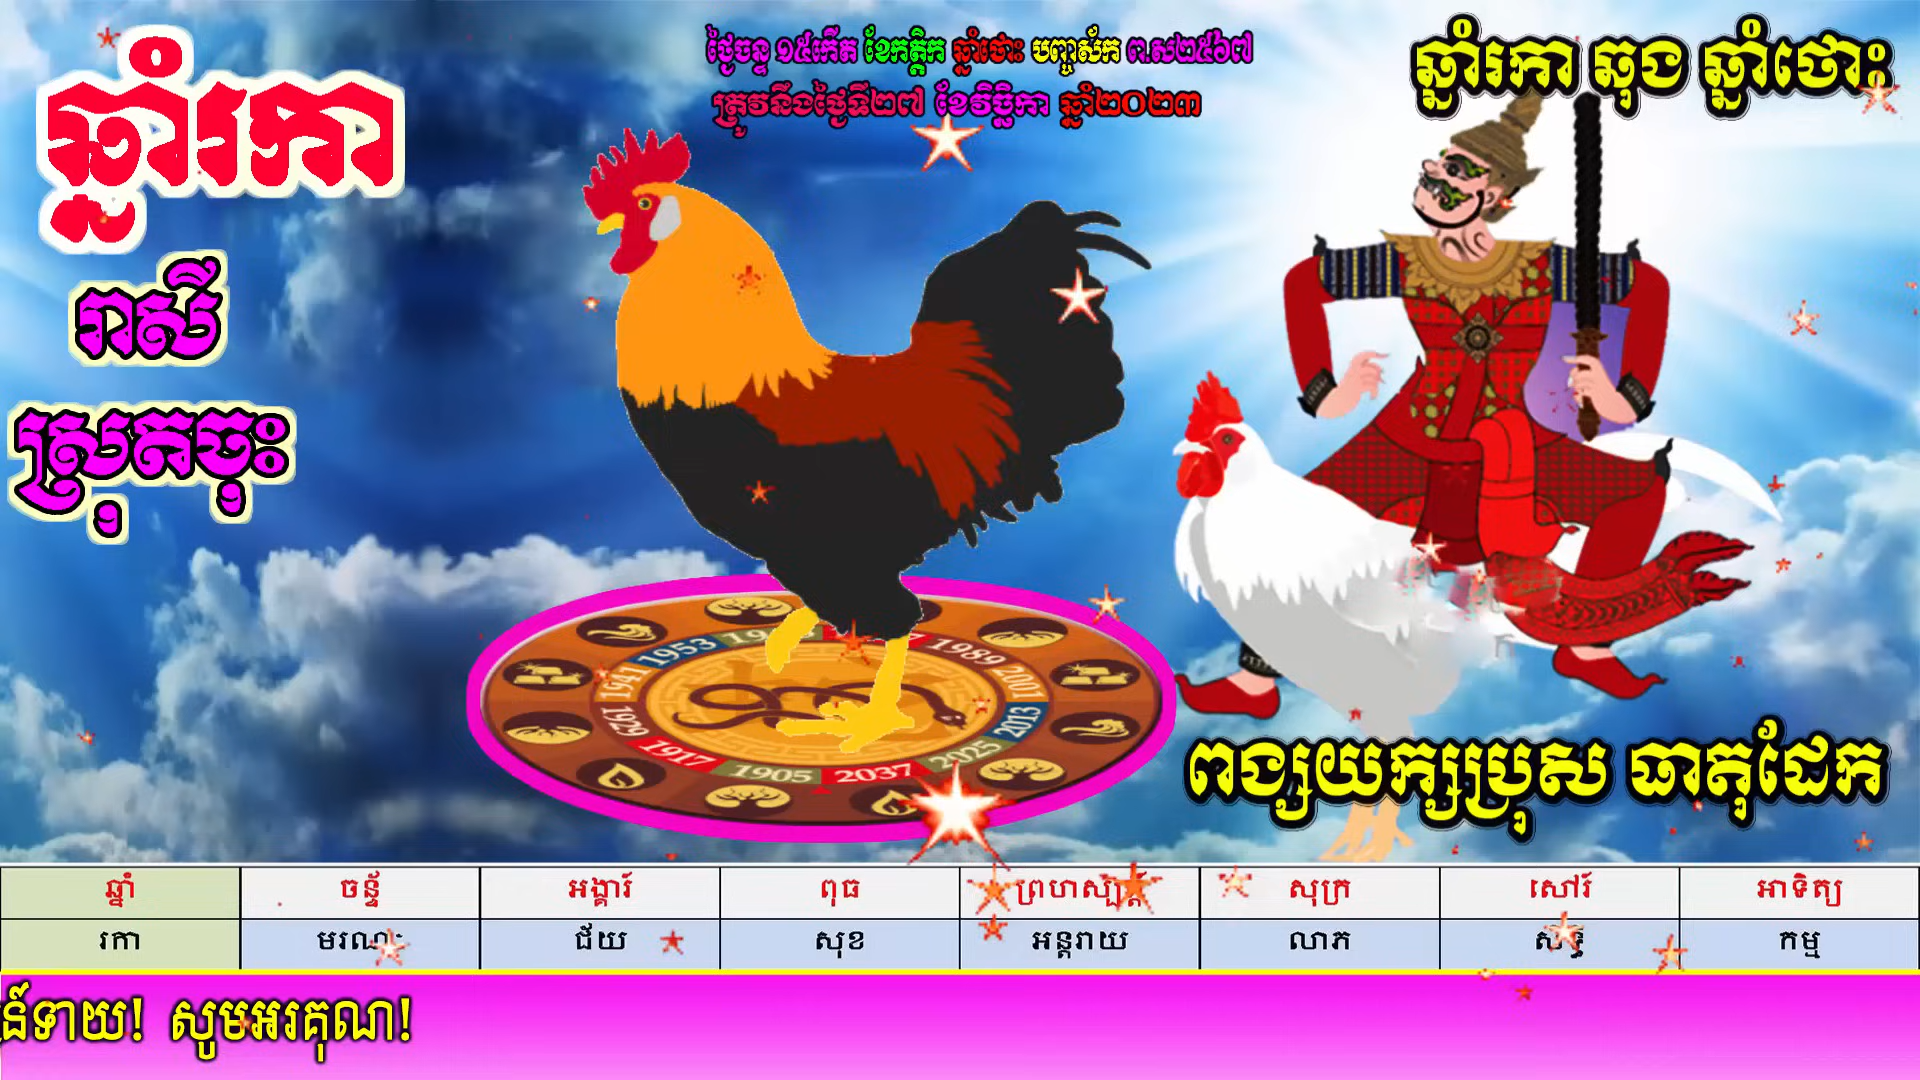 ឆ្នាំរកា
រាសី
ស្រុតចុះ
ថ្ងៃចន្ទ ១៥កើត ខែកត្តិក ឆ្នាំថោះ បញ្ចស័ក ព.ស២៥៦៧
ត្រូវនឹងថ្ងៃទី២៧ ខែវិច្ឆិកា ឆ្នាំ២០២៣
ឆ្នាំរកា ឆុង ឆ្នាំថោះ
1941 1953 1989 2001 2013 2025 2037 1905 1917 1929
ពង្សយក្សប្រុស ធាតុដែក
ឆ្នាំ ចន្ទ័ អង្គារ៍ ពុធ ព្រហស្បត្តិ៍ សុក្រ សៅរ៍ អាទិត្យ
រកា មរណៈ ជ័យ សុខ អន្តរាយ លាភ កម្ម
ទាយ! សូមអរគុណ!